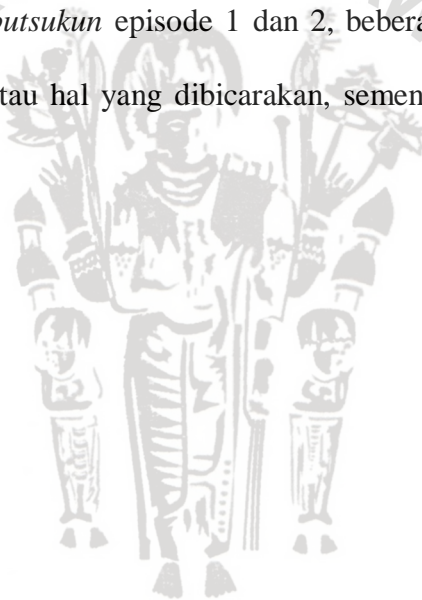 utsukun episode 1 dan 2, bebera
tau hal yang dibicarakan, semen